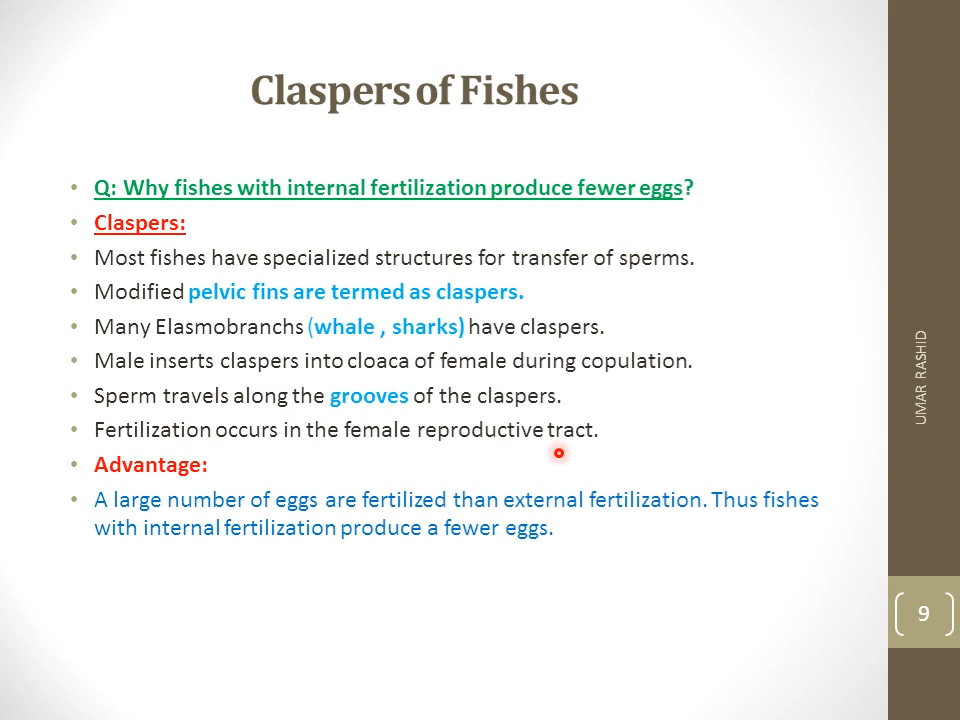 Claspers of Fishes
• Q: Why fishes with internal fertilization produce fewer eggs?
• Claspers:
• Most fishes have specialized structures for transfer of sperms.
• Modified pelvic fins are termed as claspers.
• Many Elasmobranchs (whale , sharks) have claspers.
• Male inserts claspers into cloaca of female during copulation.
• Sperm travels along the grooves of the claspers.
• Fertilization occurs in the female reproductive tract.
• Advantage:
• A large number of eggs are fertilized than external fertilization. Thus fishes
with internal fertilization produce a fewer eggs.
UMAR RASHID
9